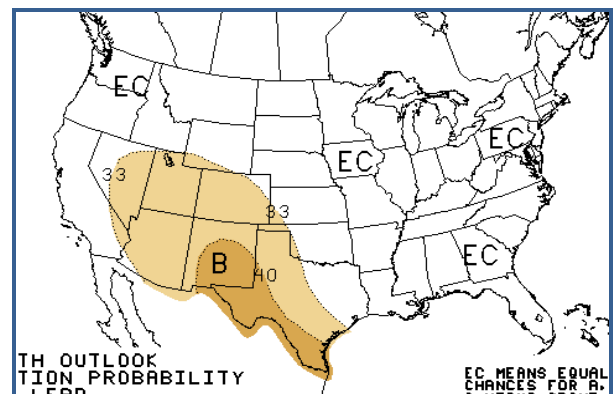 EC
EC
EC
33
33
B
40
EC
TH OUTLOOK
TION PROBABILITY
EC MEANS EQUAL
CHANCES FOR A,